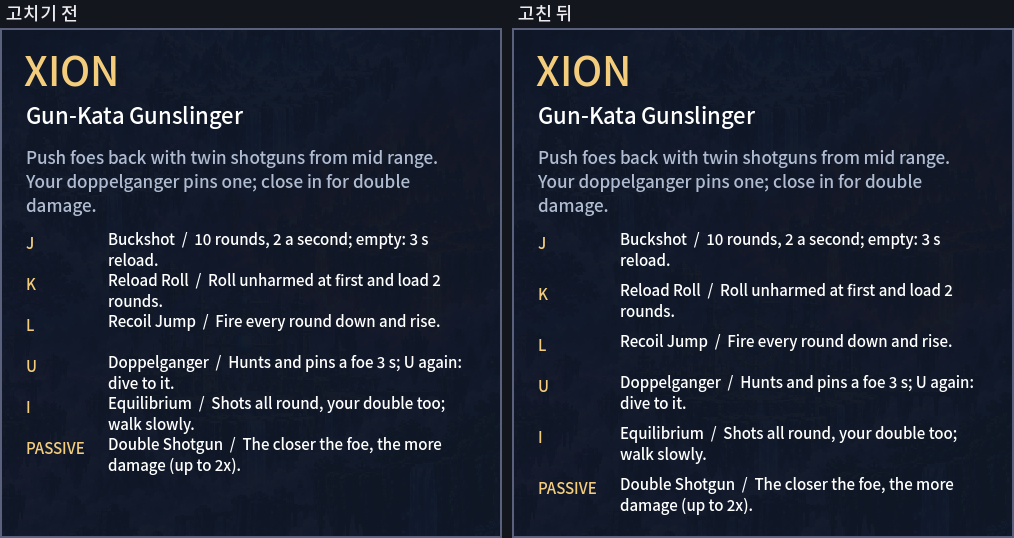 고치기 전
XION
Gun-Kata Gunslinger
Push foes back with twin shotguns from mid range.
Your doppelganger pins one; close in for double
damage.
J Buckshot / 10 rounds, 2 a second; empty: 3 s
reload.
K Reload Roll / Roll unharmed at first and load 2
rounds.
L Recoil Jump / Fire every round down and rise.
U Doppelganger / Hunts and pins a foe 3 s; U again:
dive to it.
I Equilibrium / Shots all round, your double too;
walk slowly.
PASSIVE Double Shotgun / The closer the foe, the more
damage (up to 2x).
고친 뒤
XION
Gun-Kata Gunslinger
Push foes back with twin shotguns from mid range.
Your doppelganger pins one; close in for double
damage.
J Buckshot / 10 rounds, 2 a second; empty: 3 s
reload.
K Reload Roll / Roll unharmed at first and load 2
rounds.
L Recoil Jump / Fire every round down and rise.
U Doppelganger / Hunts and pins a foe 3 s; U again:
dive to it.
I Equilibrium / Shots all round, your double too;
walk slowly.
PASSIVE Double Shotgun / The closer the foe, the more
damage (up to 2x).